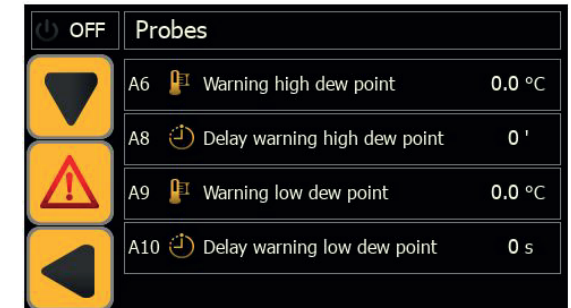 OFF Probes
A6 Warning high dew point 0.0 °C
A8 Delay warning high dew point 0 '
A9 Warning low dew point 0.0 °C
A10 Delay warning low dew point 0 s